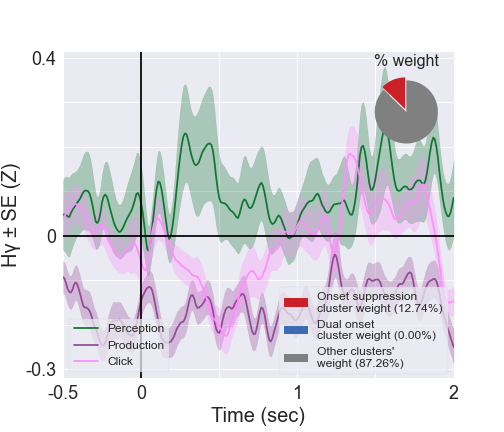 % weight
0.4
0
-0.3
Hγ ± SE (Z)
Perception
Production
Click
Onset suppression
cluster weight (12.74%)
Dual onset
cluster weight (0.00%)
Other clusters'
weight (87.26%)
-0.5
0
1
2
Time (sec)